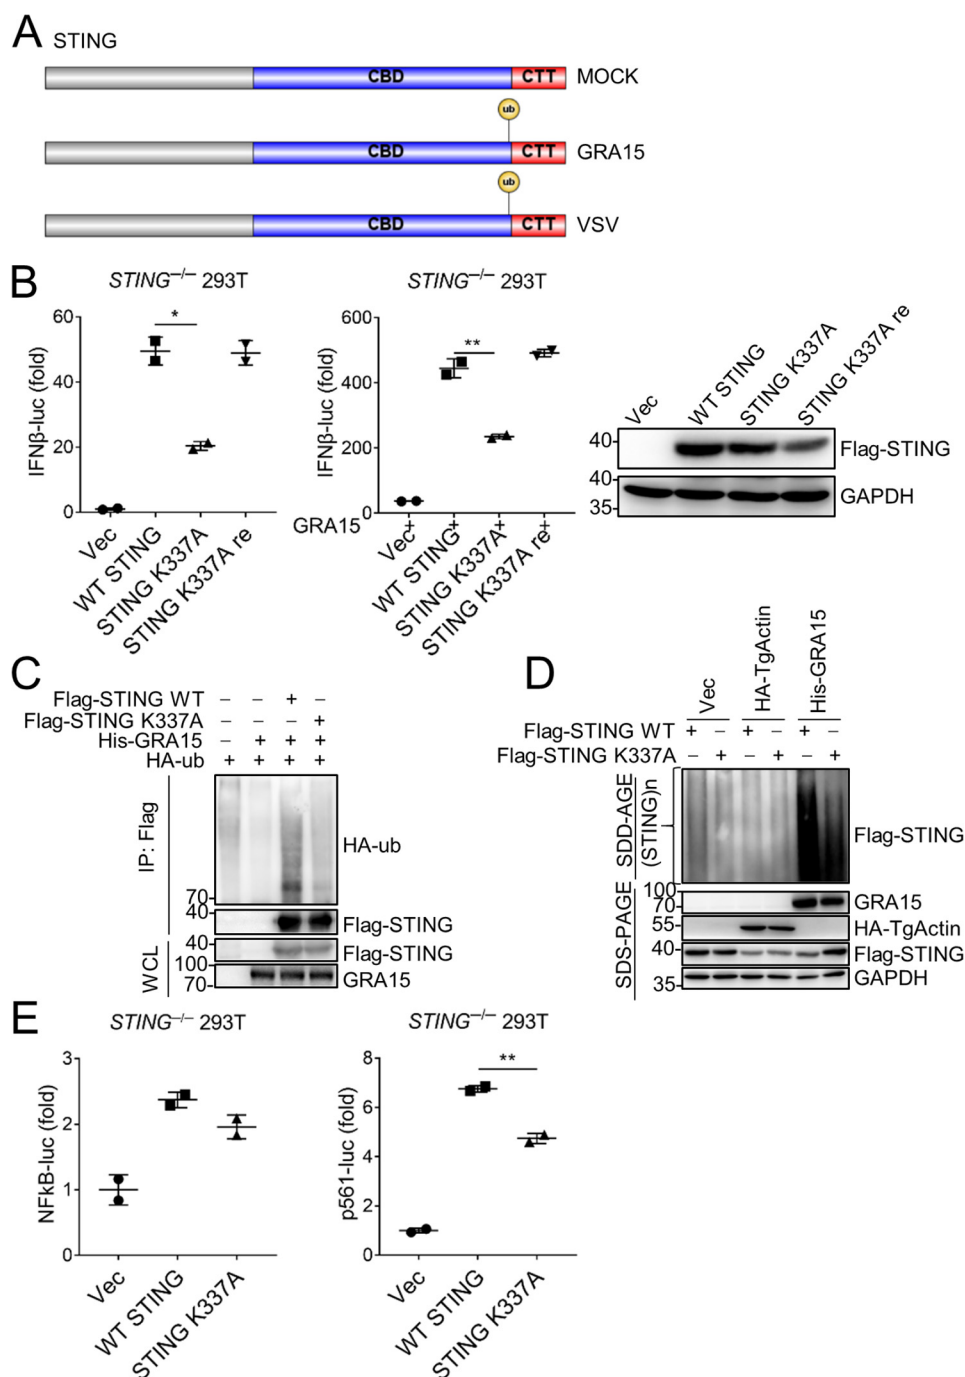 A
STING
CBD CTT MOCK
ub
CBD CTT GRA15
ub
CBD CTT VSV
B
STING–/– 293T
IFNβ-luc (fold)
60
40
20
0
*
Vec
WT STING
STING K337A
STING K337A re
STING–/– 293T
IFNβ-luc (fold)
600
400
200
0
**
GRA15 + + + +
Vec
WT STING
STING K337A
STING K337A re
Vec
WT STING
STING K337A
STING K337A re
40 Flag-STING
40
35 GAPDH
C
Flag-STING WT – – + –
Flag-STING K337A – – – +
His-GRA15 – + + +
HA-ub + + + +
IP: Flag
HA-ub
70
40 Flag-STING
WCL
40 Flag-STING
100
70 GRA15
D
Vec
HA-TgActin
His-GRA15
Flag-STING WT + – + – + –
Flag-STING K337A – + – + – +
SDD-AGE
(STING)n
Flag-STING
SDS-PAGE
100
70 GRA15
55 HA-TgActin
40 Flag-STING
35 GAPDH
E
STING–/– 293T
NFkB-luc (fold)
3
2
1
0
Vec
WT STING
STING K337A
STING–/– 293T
p561-luc (fold)
8
6
4
2
0
**
Vec
WT STING
STING K337A